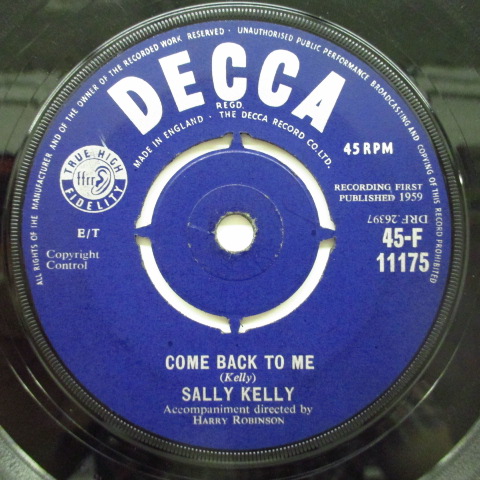 ALL RIGHTS OF THE MANUFACTURER AND OF THE OWNER OF THE RECORDED WORK RESERVED · UNAUTHORISED PUBLIC PERFORMANCE BROADCASTING AND COPYING OF THIS RECORD PROHIBITED
DECCA
REGD.
MADE IN ENGLAND · THE DECCA RECORD CO. LTD.
45 RPM
TRUE HIGH
ffrr
FIDELITY
RECORDING FIRST
PUBLISHED 1959
DRF.26397
E/T
45-F
11175
Copyright
Control
COME BACK TO ME
(Kelly)
SALLY KELLY
Accompaniment directed by
HARRY ROBINSON